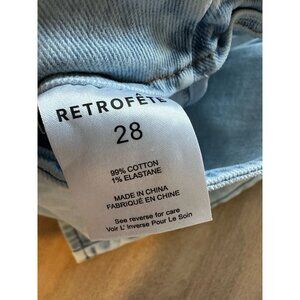 RETROFÊTE
28
99% COTTON
1% ELASTANE
MADE IN CHINA
FABRIQUÉ EN CHINE
See reverse for care
Voir L' Inverse Pour Le Soin